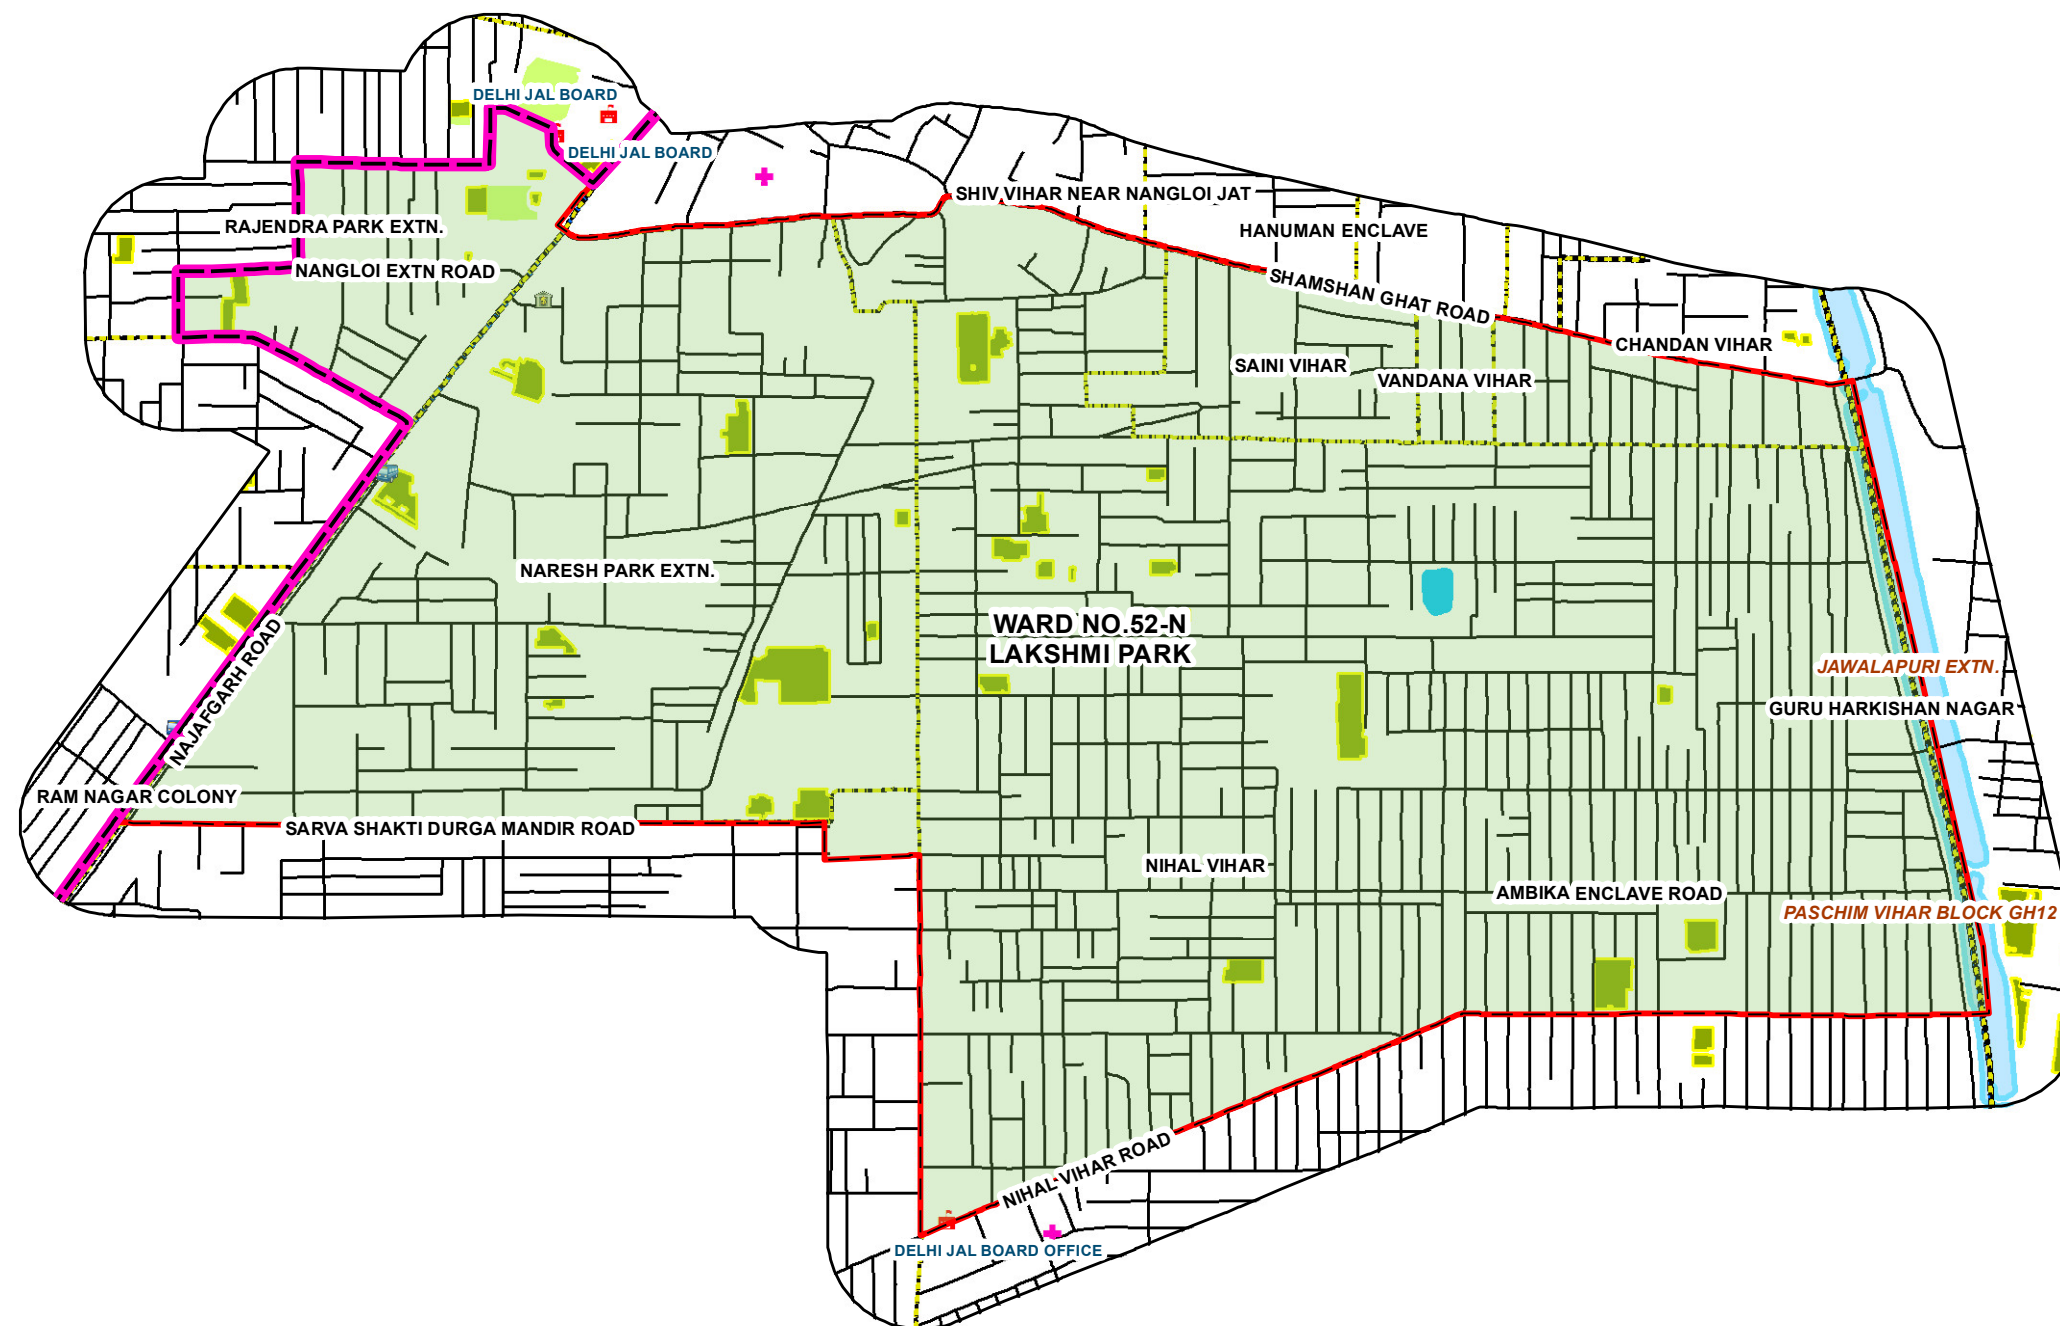 DELHI JAL BOARD
DELHI JAL BOARD
SHIV VIHAR NEAR NANGLOI JAT
RAJENDRA PARK EXTN.
HANUMAN ENCLAVE
NANGLOI EXTN ROAD
SHAMSHAN GHAT ROAD
CHANDAN VIHAR
SAINI VIHAR
VANDANA VIHAR
NARESH PARK EXTN.
WARD NO.52-N
LAKSHMI PARK
JAWALAPURI EXTN.
NAJAFGARH ROAD
GURU HARKISHAN NAGAR
RAM NAGAR COLONY
SARVA SHAKTI DURGA MANDIR ROAD
NIHAL VIHAR
AMBIKA ENCLAVE ROAD
PASCHIM VIHAR BLOCK GH12
NIHAL VIHAR ROAD
DELHI JAL BOARD OFFICE